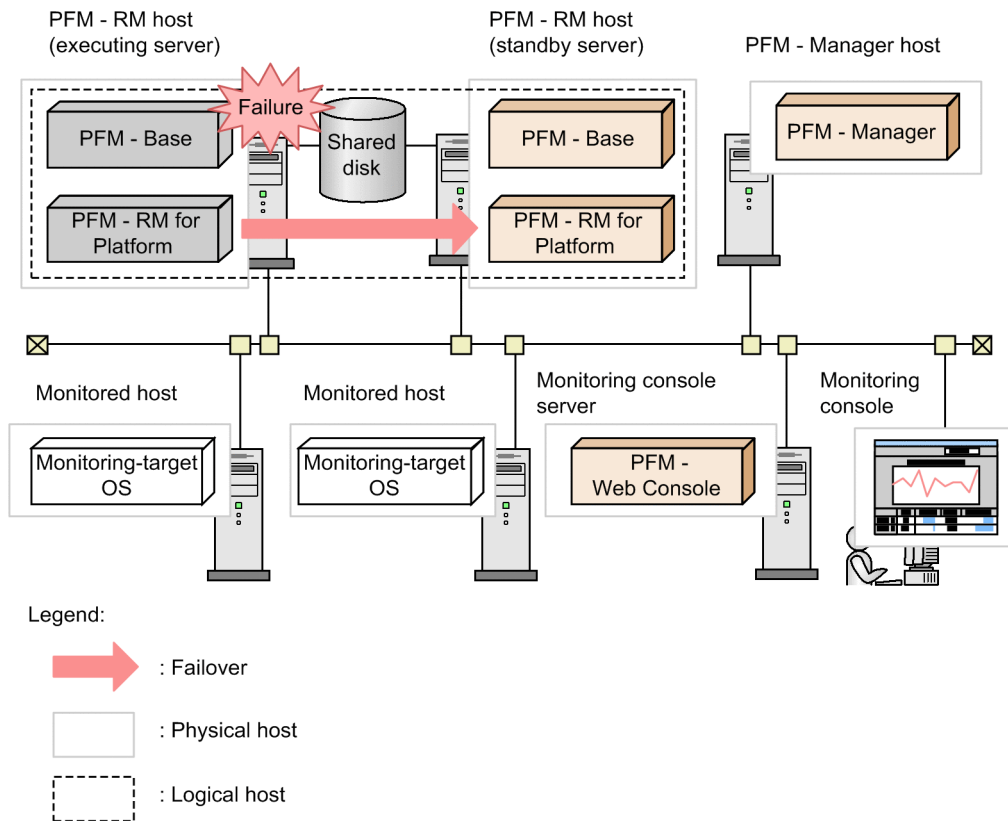 PFM - RM host
(executing server)
PFM - RM host
(standby server)
PFM - Manager host
Failure
PFM - Base
Shared
disk
PFM - Base
PFM - Manager
PFM - RM for
Platform
PFM - RM for
Platform
Monitored host
Monitored host
Monitoring console
server
Monitoring
console
Monitoring-target
OS
Monitoring-target
OS
PFM -
Web Console
Legend:
: Failover
: Physical host
: Logical host